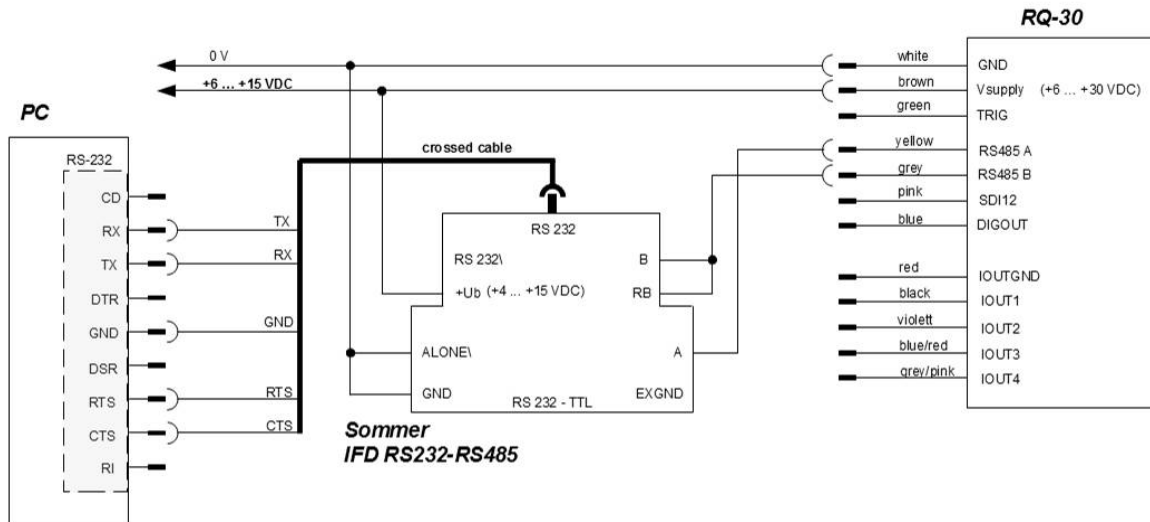 RQ-30
0 V
white
GND
+6 ... +15 VDC
brown
Vsupply (+6 ... +30 VDC)
green
TRIG
PC
RS-232
crossed cable
yellow
RS485 A
grey
RS485 B
pink
SDI12
blue
DIGOUT
CD
RX
TX
TX
RX
DTR
GND
GND
DSR
RTS
RTS
CTS
CTS
RI
RS 232
RS 232\
B
+Ub (+4 ... +15 VDC)
RB
ALONE\
A
GND
RS 232 - TTL
EXGND
red
IOUTGND
black
IOUT1
violett
IOUT2
blue/red
IOUT3
grey/pink
IOUT4
Sommer
IFD RS232-RS485